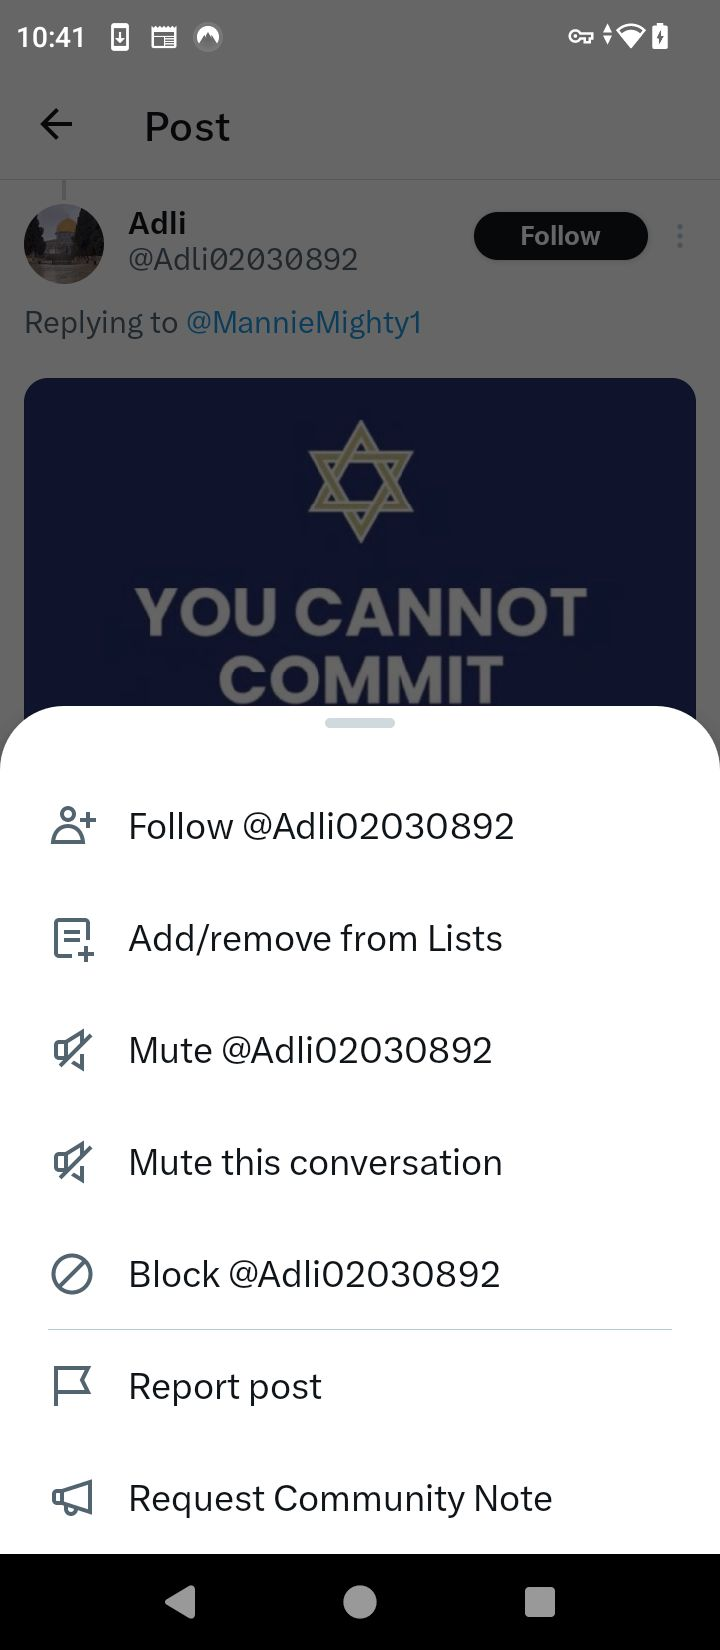 10:41
Post
Adli
@Adli02030892
Follow
Replying to @MannieMighty1
YOU CANNOT
COMMIT
Follow @Adli02030892
Add/remove from Lists
Mute @Adli02030892
Mute this conversation
Block @Adli02030892
Report post
Request Community Note